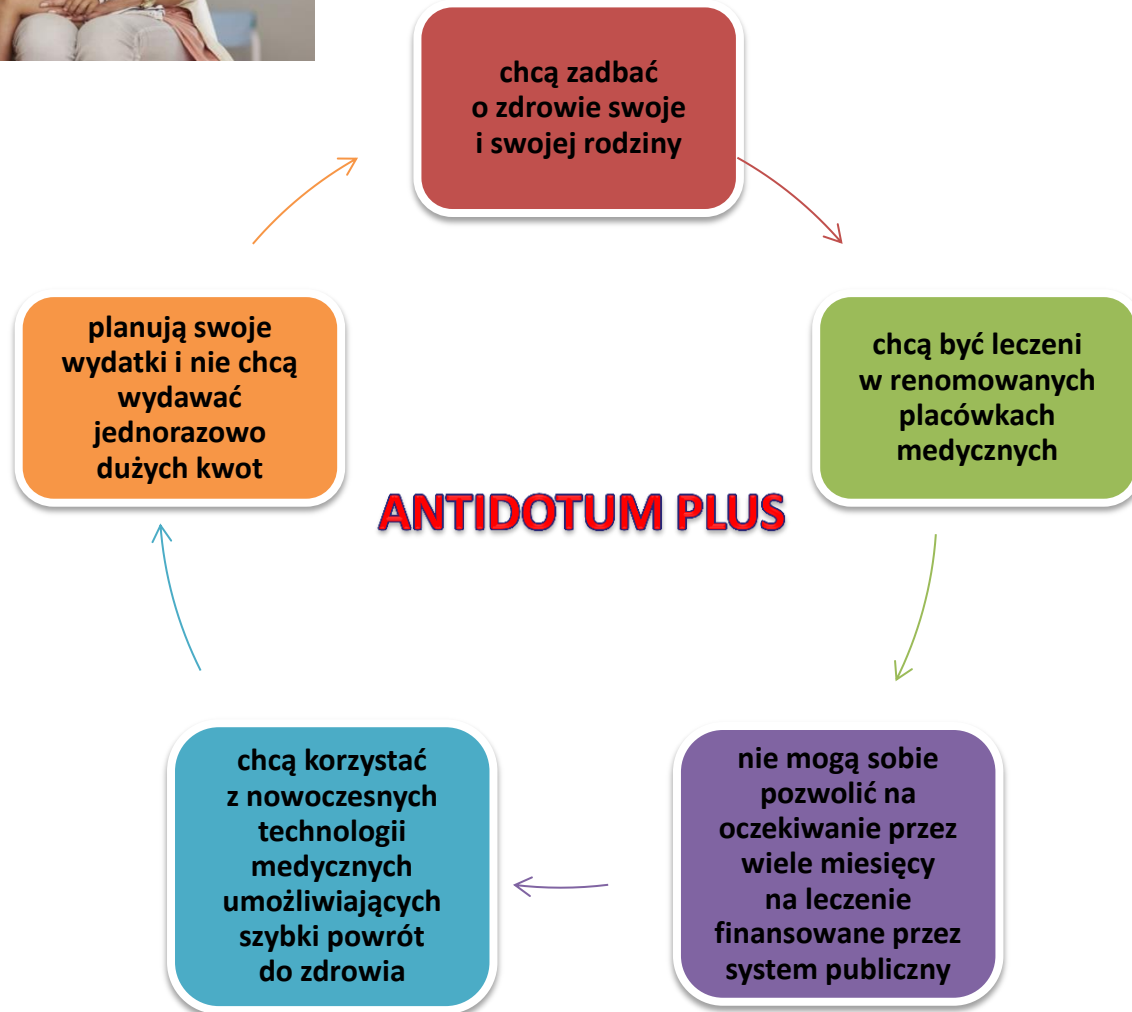 chcą zadbać
o zdrowie swoje
i swojej rodziny
chcą być leczeni
w renomowanych
placówkach
medycznych
nie mogą sobie
pozwolić na
oczekiwanie przez
wiele miesięcy
na leczenie
finansowane przez
system publiczny
chcą korzystać
z nowoczesnych
technologii
medycznych
umożliwiających
szybki powrót
do zdrowia
planują swoje
wydatki i nie chcą
wydawać
jednorazowo
dużych kwot
ANTIDOTUM PLUS